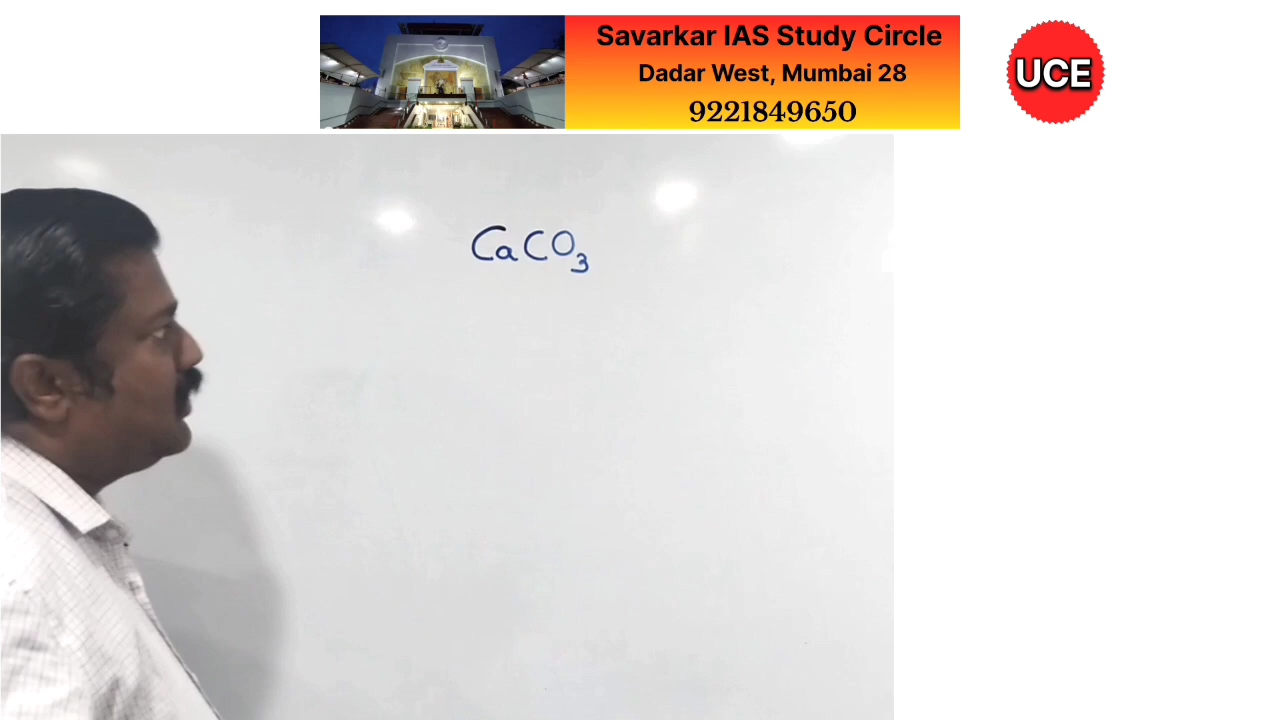 Savarkar IAS Study Circle
Dadar West, Mumbai 28
9221849650
UCE
CaCO₃